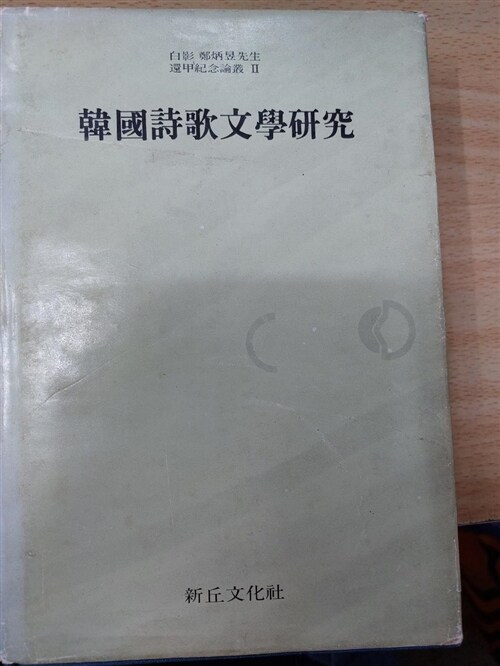 白影 鄭炳昱先生
還甲紀念論叢 Ⅱ
韓國詩歌文學硏究
新丘文化社